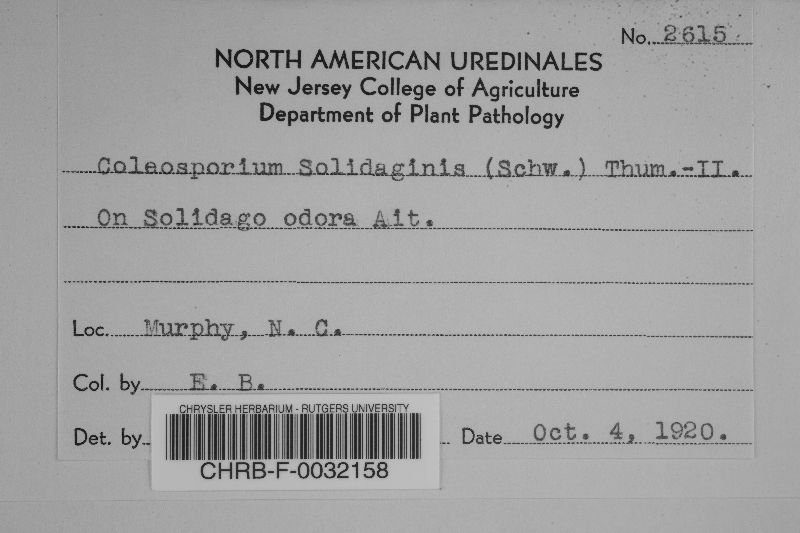 No. 2615
NORTH AMERICAN UREDINALES
New Jersey College of Agriculture
Department of Plant Pathology
Coleosporium Solidaginis (Schw.) Thum.-II.
On Solidago odora Ait.
Loc. Murphy, N. C.
Col. by E. B.
Det. by Date Oct. 4, 1920.
CHRYSLER HERBARIUM - RUTGERS UNIVERSITY
CHRB-F-0032158